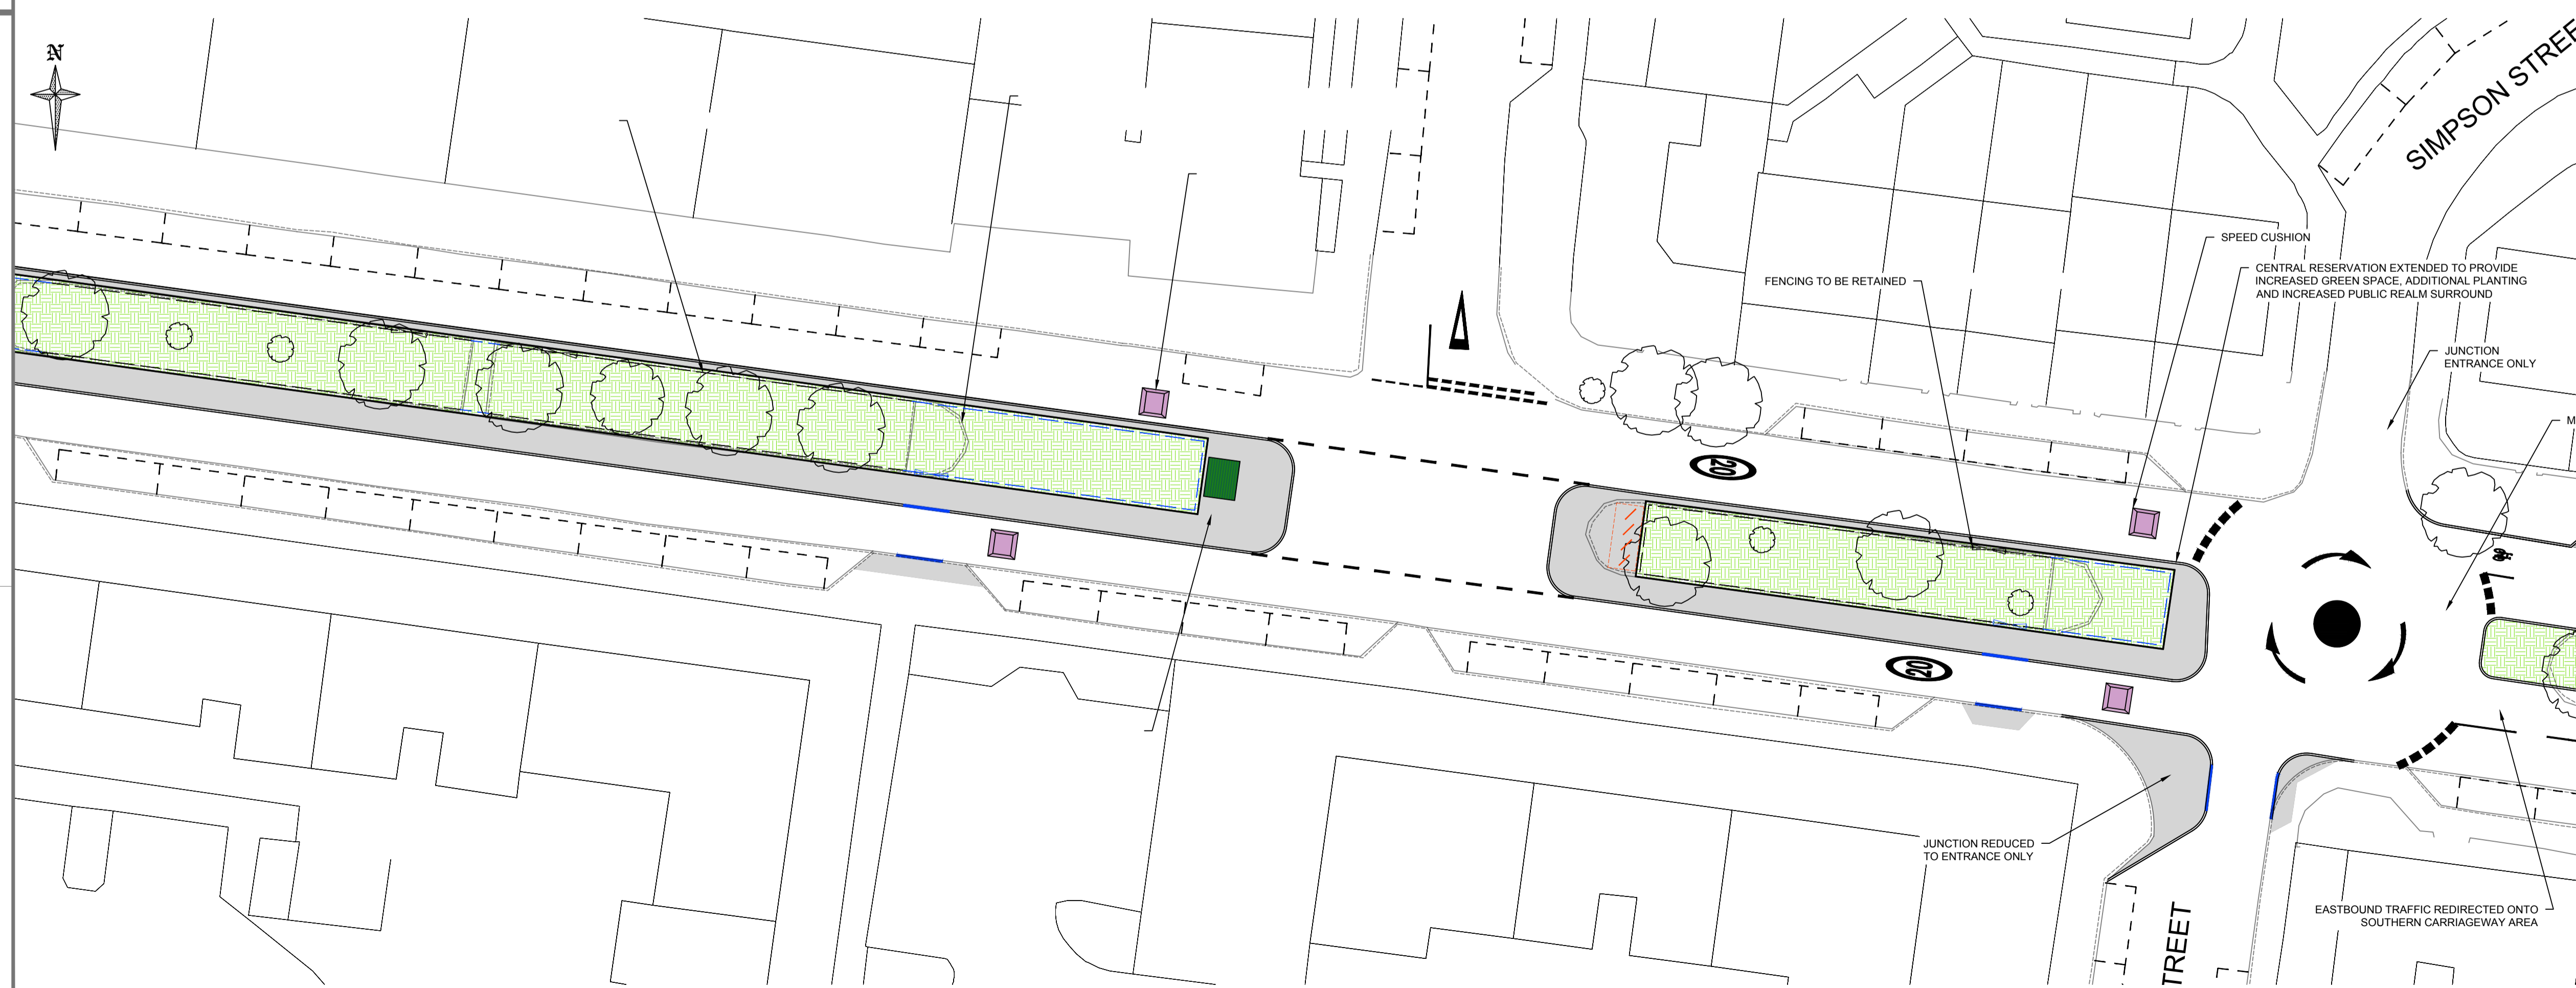 N
SIMPSON STREE
SPEED CUSHION
CENTRAL RESERVATION EXTENDED TO PROVIDE
INCREASED GREEN SPACE, ADDITIONAL PLANTING
AND INCREASED PUBLIC REALM SURROUND
FENCING TO BE RETAINED
JUNCTION
ENTRANCE ONLY
M
20
20
JUNCTION REDUCED
TO ENTRANCE ONLY
EASTBOUND TRAFFIC REDIRECTED ONTO
SOUTHERN CARRIAGEWAY AREA
TREET